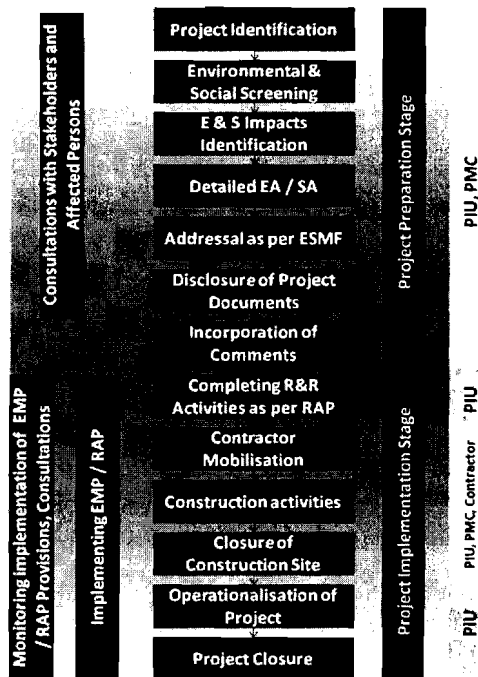 Project Identification
Environmental &
Social Screening
E & S Impacts
Identification
Detailed EA / SA
Addressal as per ESMF
Disclosure of Project
Documents
Incorporation of
Comments
Completing R&R
Activities as per RAP
Contractor
Mobilisation
Construction activities
Closure of
Construction Site
Operationalisation of
Project
Project Closure
Consultations with Stakeholders and
Affected Persons
Monitoring implementation of EMP
/ RAP Provisions, Consultations
Implementing EMP / RAP
Project Preparation Stage
Project Implementation Stage
PIU, PMC
PIU
PIU, PMC, Contractor
PIU